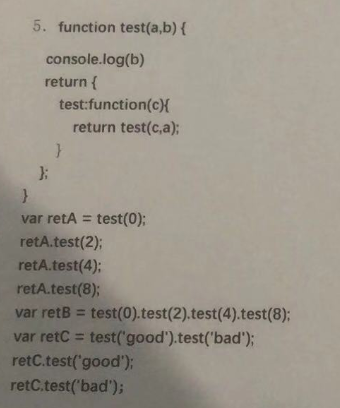 5. function test(a,b) {
console.log(b)
return {
test:function(c){
return test(c,a);
}
};
}
var retA = test(0);
retA.test(2);
retA.test(4);
retA.test(8);
var retB = test(0).test(2).test(4).test(8);
var retC = test('good').test('bad');
retC.test('good');
retC.test('bad');